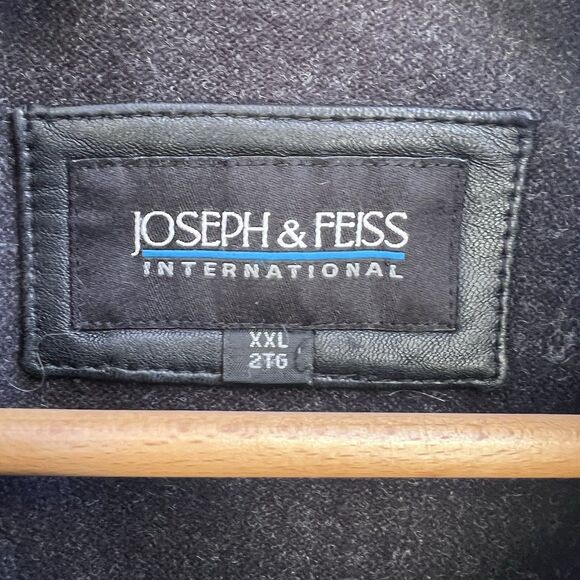 JOSEPH & FEISS
INTERNATIONAL
XXL
2TG